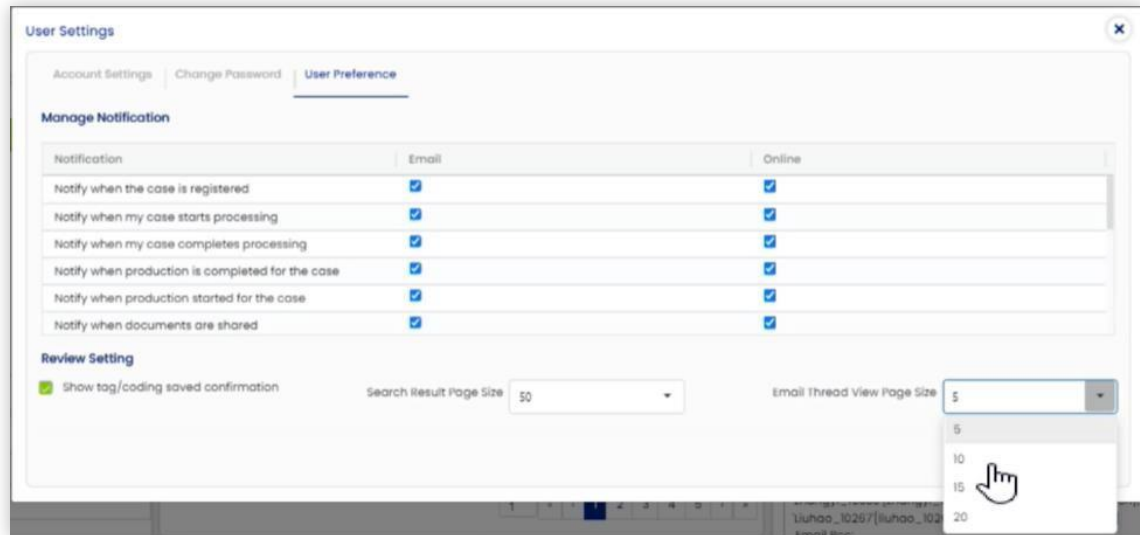 User Settings
Account Settings Change Password User Preference
Manage Notification
Notification Email Online
Notify when the case is registered
Notify when my case starts processing
Notify when my case completes processing
Notify when production is completed for the case
Notify when production started for the case
Notify when documents are shared
Review Setting
Show tag/coding saved confirmation Search Result Page Size 50 Email Thread View Page Size 5
5
10
15
20
1 2 3 4 5